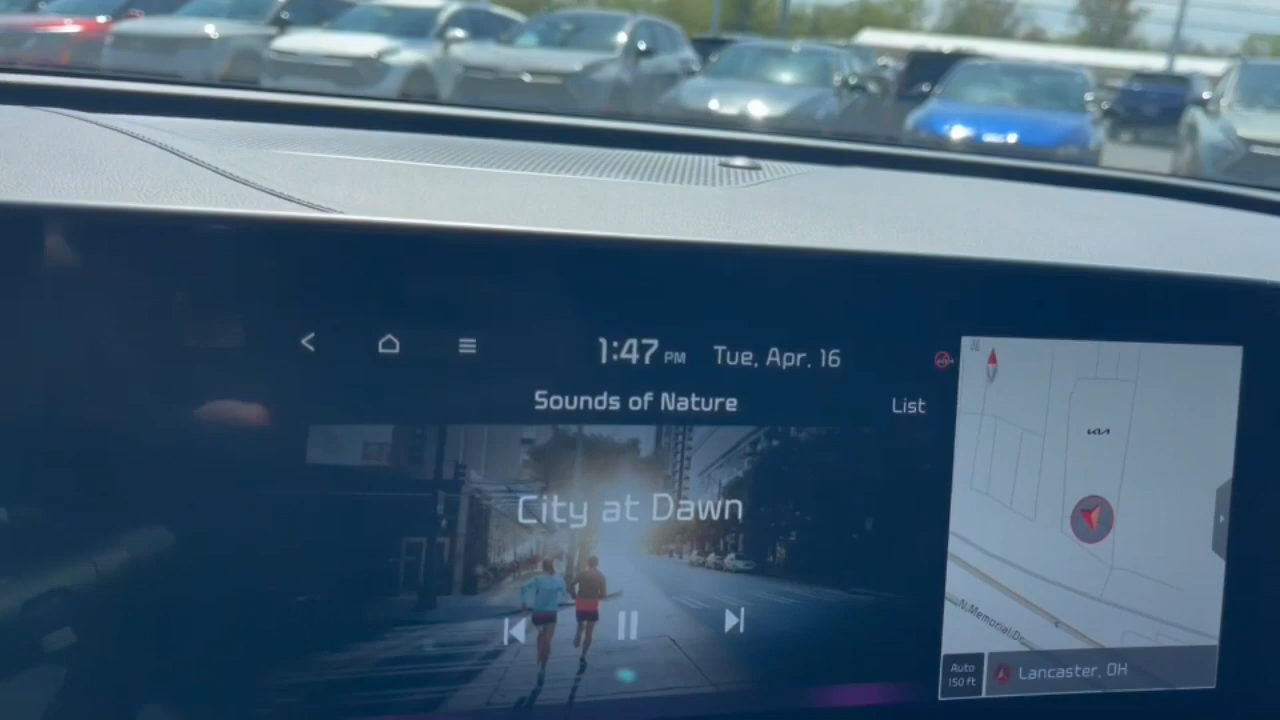 1:47 PM Tue, Apr. 16
Sounds of Nature
List
City at Dawn
KIA
N.Memorial Dr
Auto
150 ft
Lancaster, OH